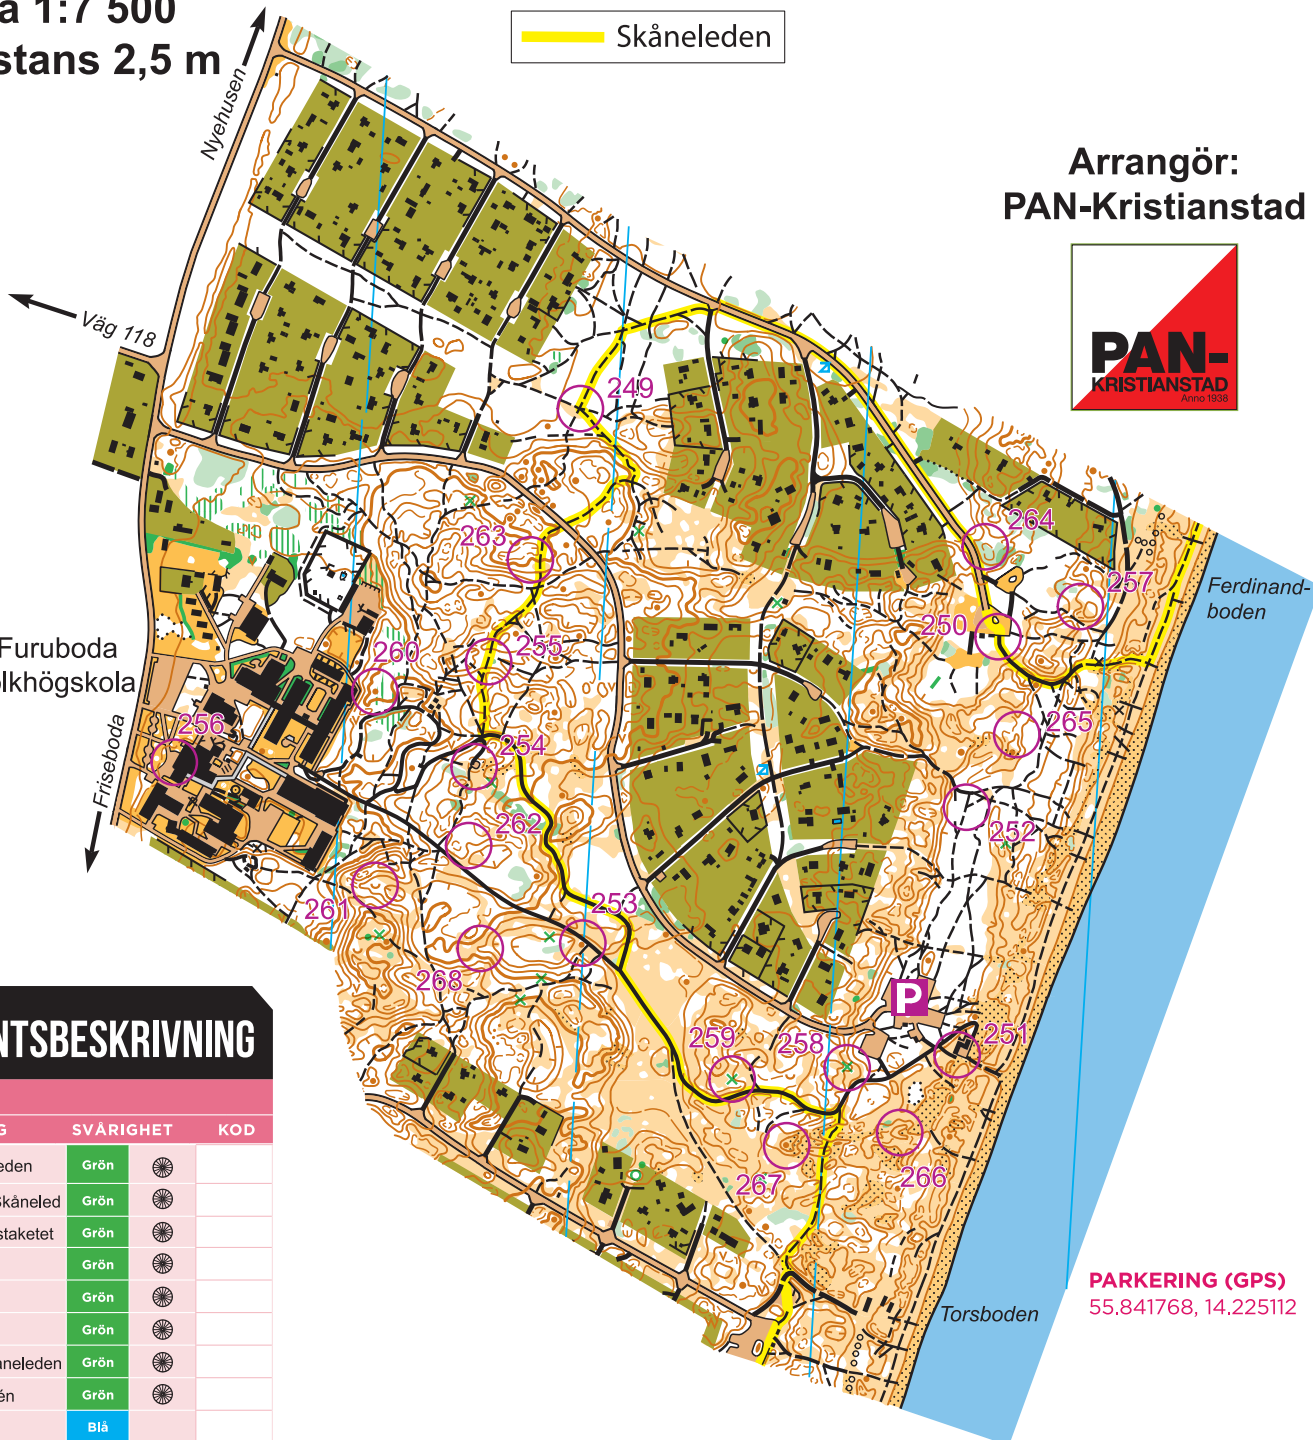 a 1:7 500
stans 2,5 m
Skåneleden
Arrangör:
PAN-Kristianstad
PAN-
KRISTIANSTAD
Anno 1938
Nyehusen
Väg 118
Furuboda
lkhögskola
Friseboda
Ferdinand-
boden
Torsboden
249
263
264
257
250
255
260
265
256
254
252
262
261
253
268
P
251
259
258
267
266
PARKERING (GPS)
55.841768, 14.225112
NTSBESKRIVNING
G SVÅRIGHET KOD
eden Grön
Skåneled Grön
staketet Grön
Grön
Grön
Grön
åneleden Grön
én Grön
Blå